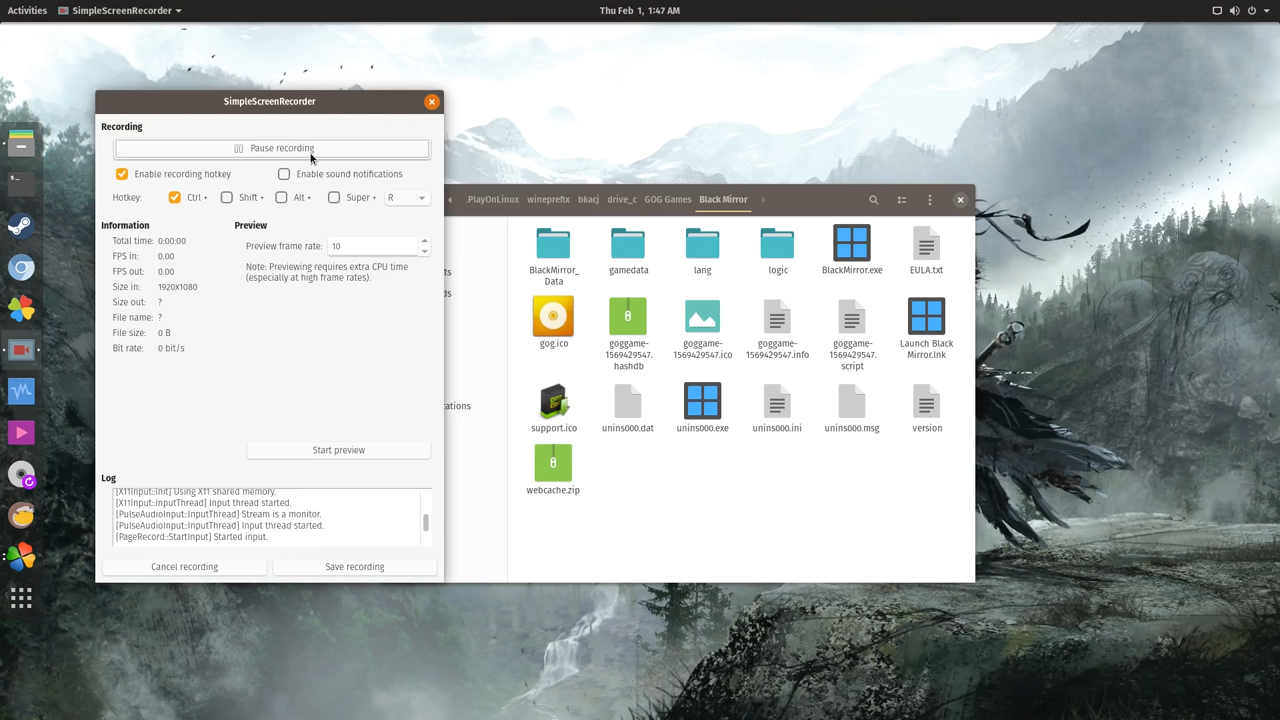 Activities
SimpleScreenRecorder
Thu Feb 1, 1:47 AM
SimpleScreenRecorder
Recording
Pause recording
Enable recording hotkey
Enable sound notifications
Hotkey:
Ctrl +
Shift +
Alt +
Super +
R
Information
Total time: 0:00:00
FPS in: 0.00
FPS out: 0.00
Size in: 1920x1080
Size out: ?
File name: ?
File size: 0 B
Bit rate: 0 bit/s
Preview
Preview frame rate: 10
Note: Previewing requires extra CPU time
(especially at high frame rates).
Start preview
Log
[X11Input::Init] Using X11 shared memory.
[X11Input::InputThread] Input thread started.
[PulseAudioInput::InputThread] Stream is a monitor.
[PulseAudioInput::InputThread] Input thread started.
[PageRecord::StartInput] Started input.
Cancel recording
Save recording
.PlayOnLinux
wineprefix
bkacj
drive_c
GOG Games
Black Mirror
ts
ds
ations
BlackMirror_
Data
gamedata
lang
logic
BlackMirror.exe
EULA.txt
gog.ico
goggame-
1569429547.
hashdb
goggame-
1569429547.ico
goggame-
1569429547.info
goggame-
1569429547.
script
Launch Black
Mirror.lnk
support.ico
unins000.dat
unins000.exe
unins000.ini
unins000.msg
version
webcache.zip